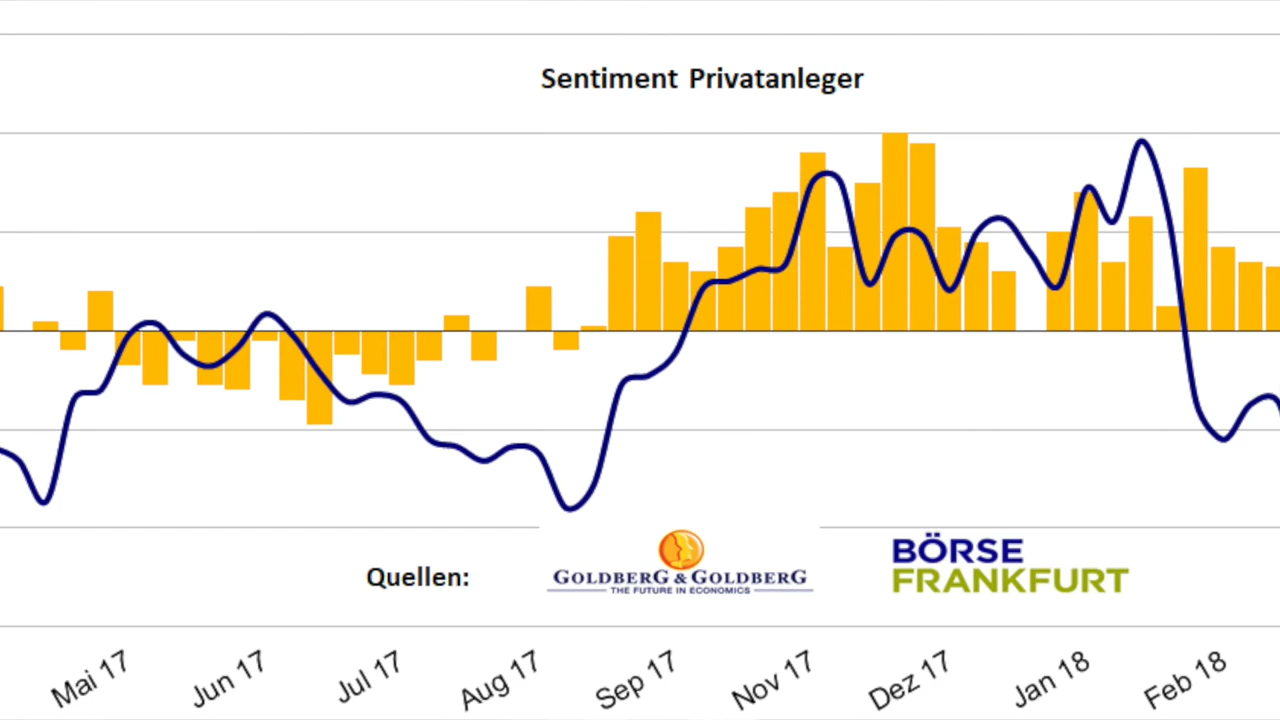 Sentiment Privatanleger
Quellen:
GOLDBERG & GOLDBERG
THE FUTURE IN ECONOMICS
BÖRSE
FRANKFURT
Mai 17
Jun 17
Jul 17
Aug 17
Sep 17
Nov 17
Dez 17
Jan 18
Feb 18